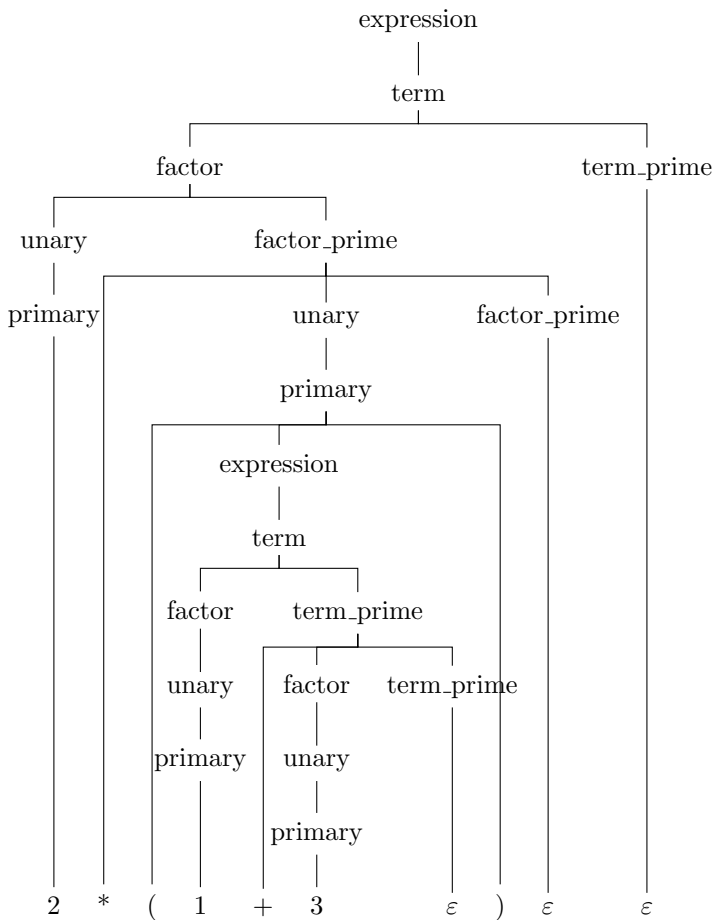 expression
term
factor term_prime
unary factor_prime
primary unary factor_prime
primary
expression
term
factor term_prime
unary factor term_prime
primary unary
primary
2 * ( 1 + 3 ε ) ε ε